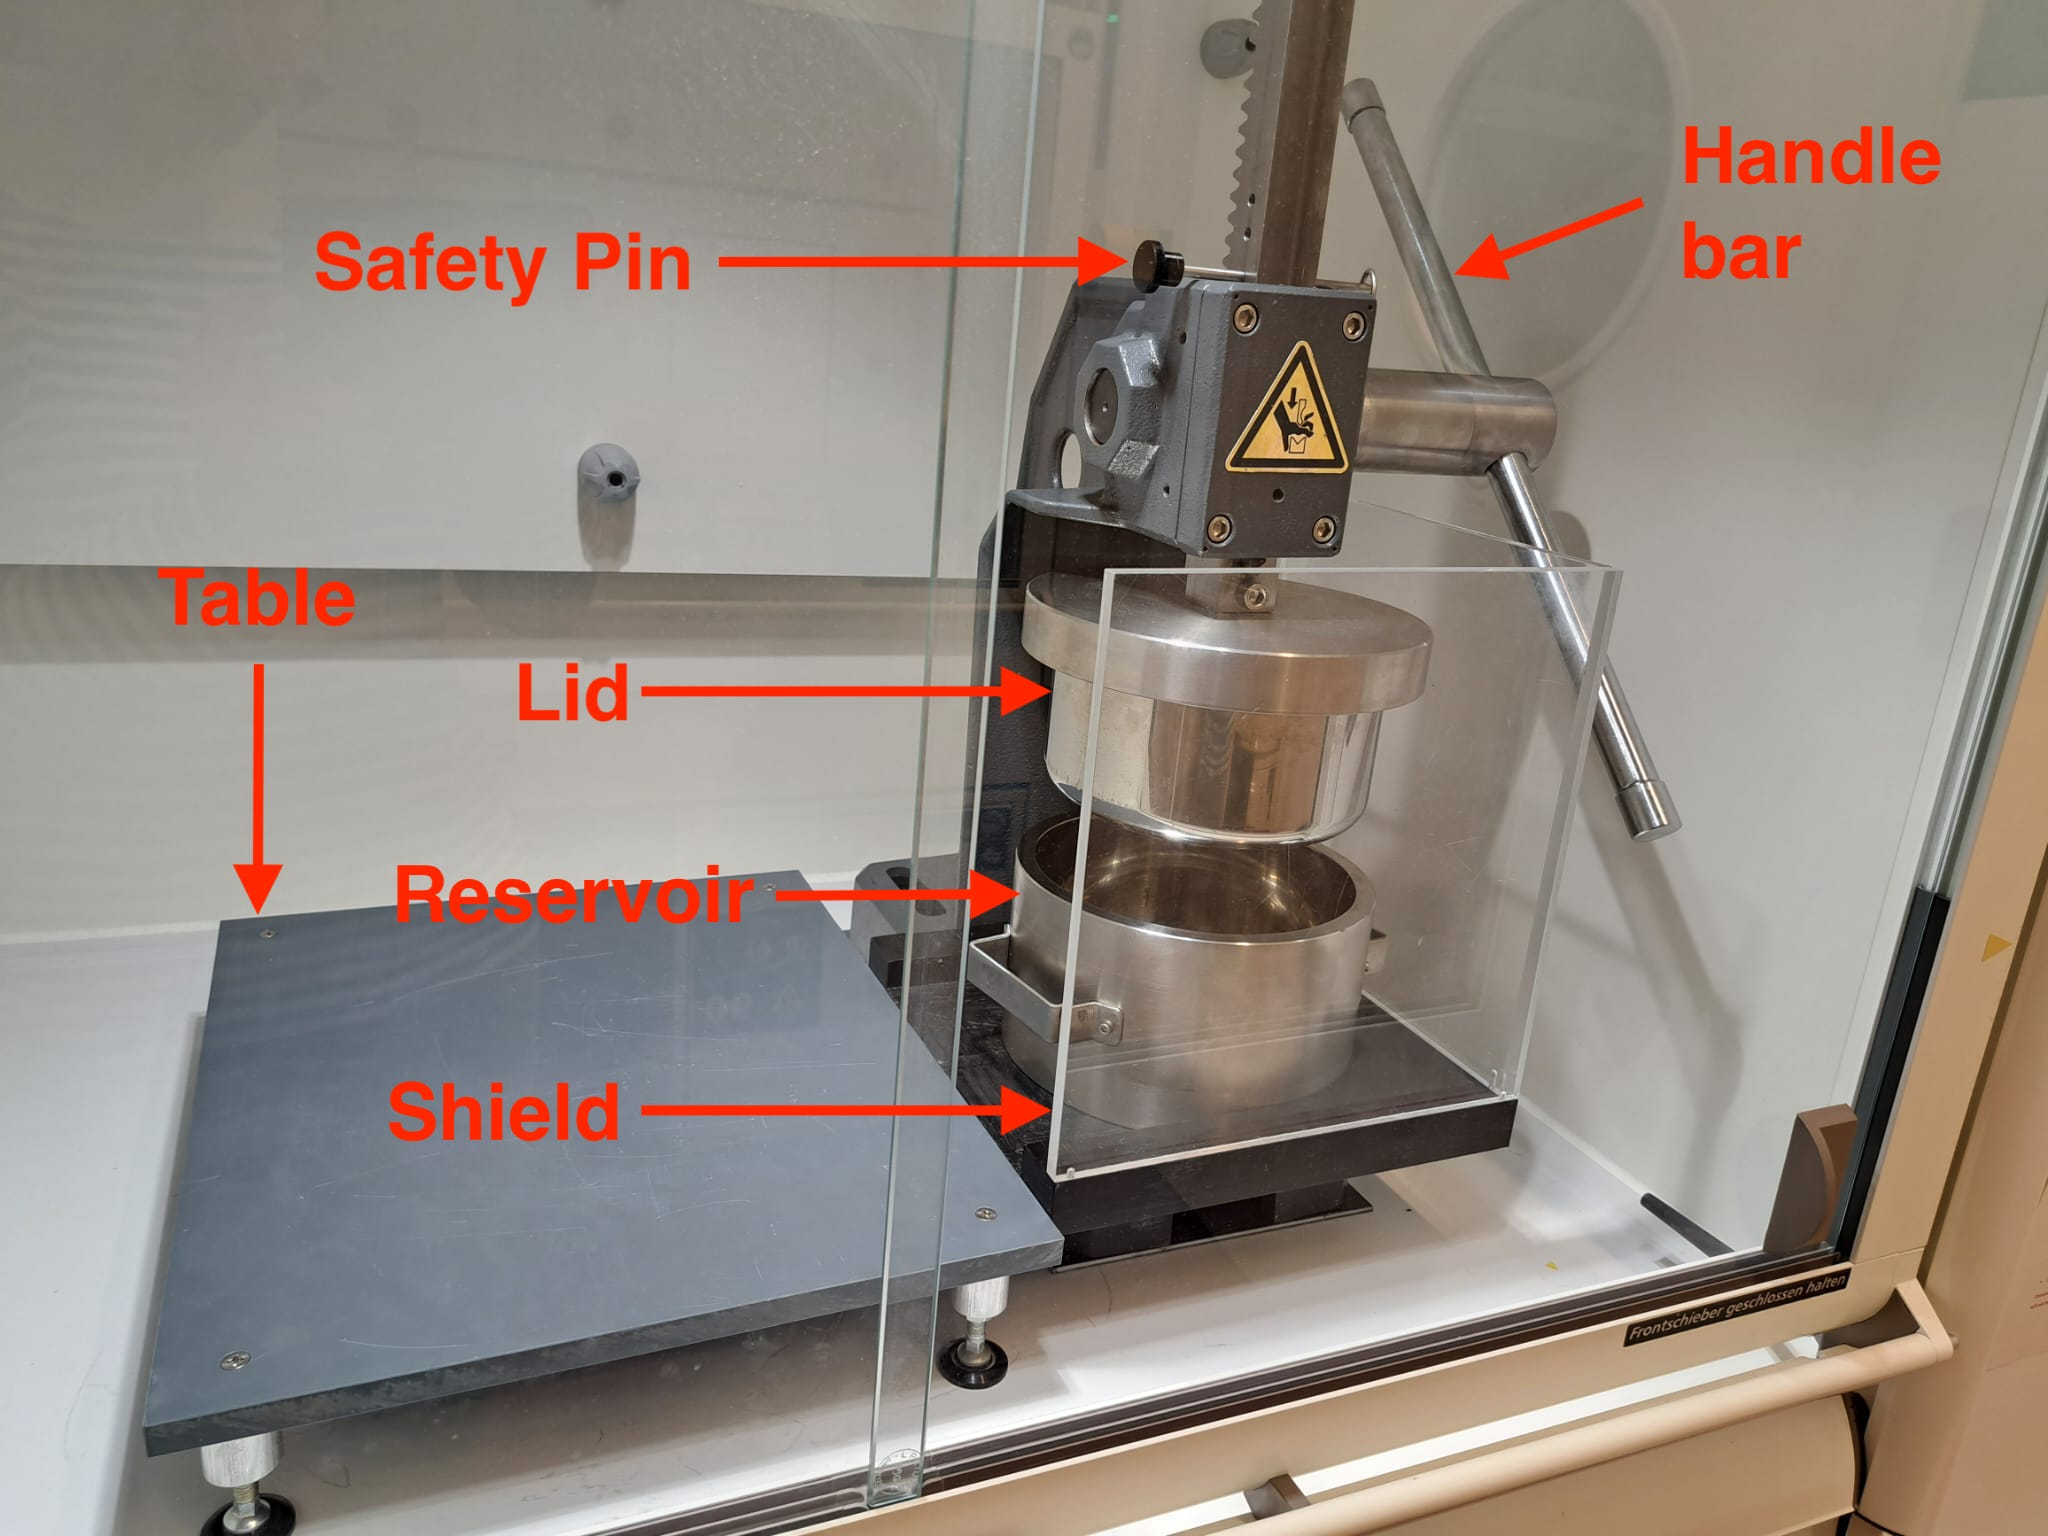 Handle
bar
Safety Pin
Table
Lid
Reservoir
Shield
Frontschieber geschlossen halten